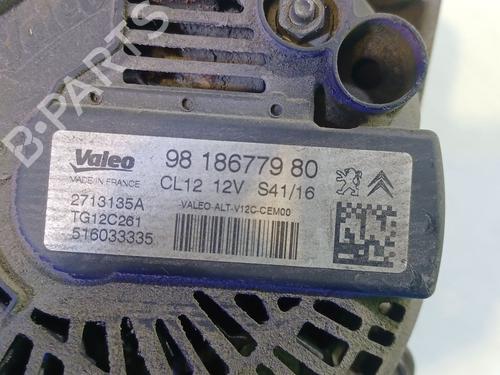 Valeo
MADE IN FRANCE
98 186779 80
CL12 12V S41/16
2713135A
TG12C261
516033335
VALEO-ALT-V12C-CEM00
B-PARTS